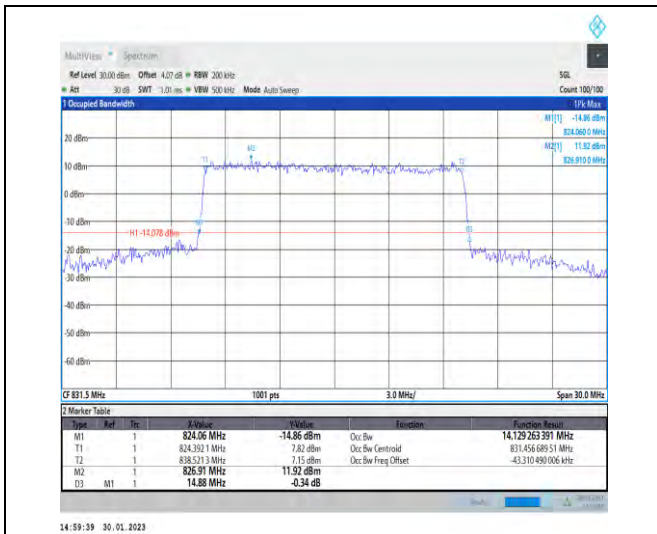 MultiView Spectrum
Ref Level 30.00 dBm Offset 4.07 dB RBW 200 kHz SGL
Att 30 dB SWT 1.01 ms VBW 500 kHz Mode Auto Sweep Count 100/100
1 Occupied Bandwidth 1Pk Max
M1[1] -14.86 dBm
824.060 0 MHz
M2[1] 11.92 dBm
826.910 0 MHz
20 dBm
M2
T1
T2
10 dBm
0 dBm
-10 dBm
H1 -14.078 dBm
-20 dBm
-30 dBm
-40 dBm
-50 dBm
-60 dBm
CF 831.5 MHz 1001 pts 3.0 MHz/ Span 30.0 MHz
2 Marker Table
Type Ref Trc X-Value Y-Value Function Function Result
M1 1 824.06 MHz -14.86 dBm Occ Bw 14.129 263 391 MHz
T1 1 824.392 1 MHz 7.82 dBm Occ Bw Centroid 831.456 689 51 MHz
T2 1 838.521 3 MHz 7.15 dBm Occ Bw Freq Offset -43.310 490 006 kHz
M2 1 826.91 MHz 11.92 dBm
D3 M1 1 14.88 MHz -0.34 dB
14:59:39 30.01.2023